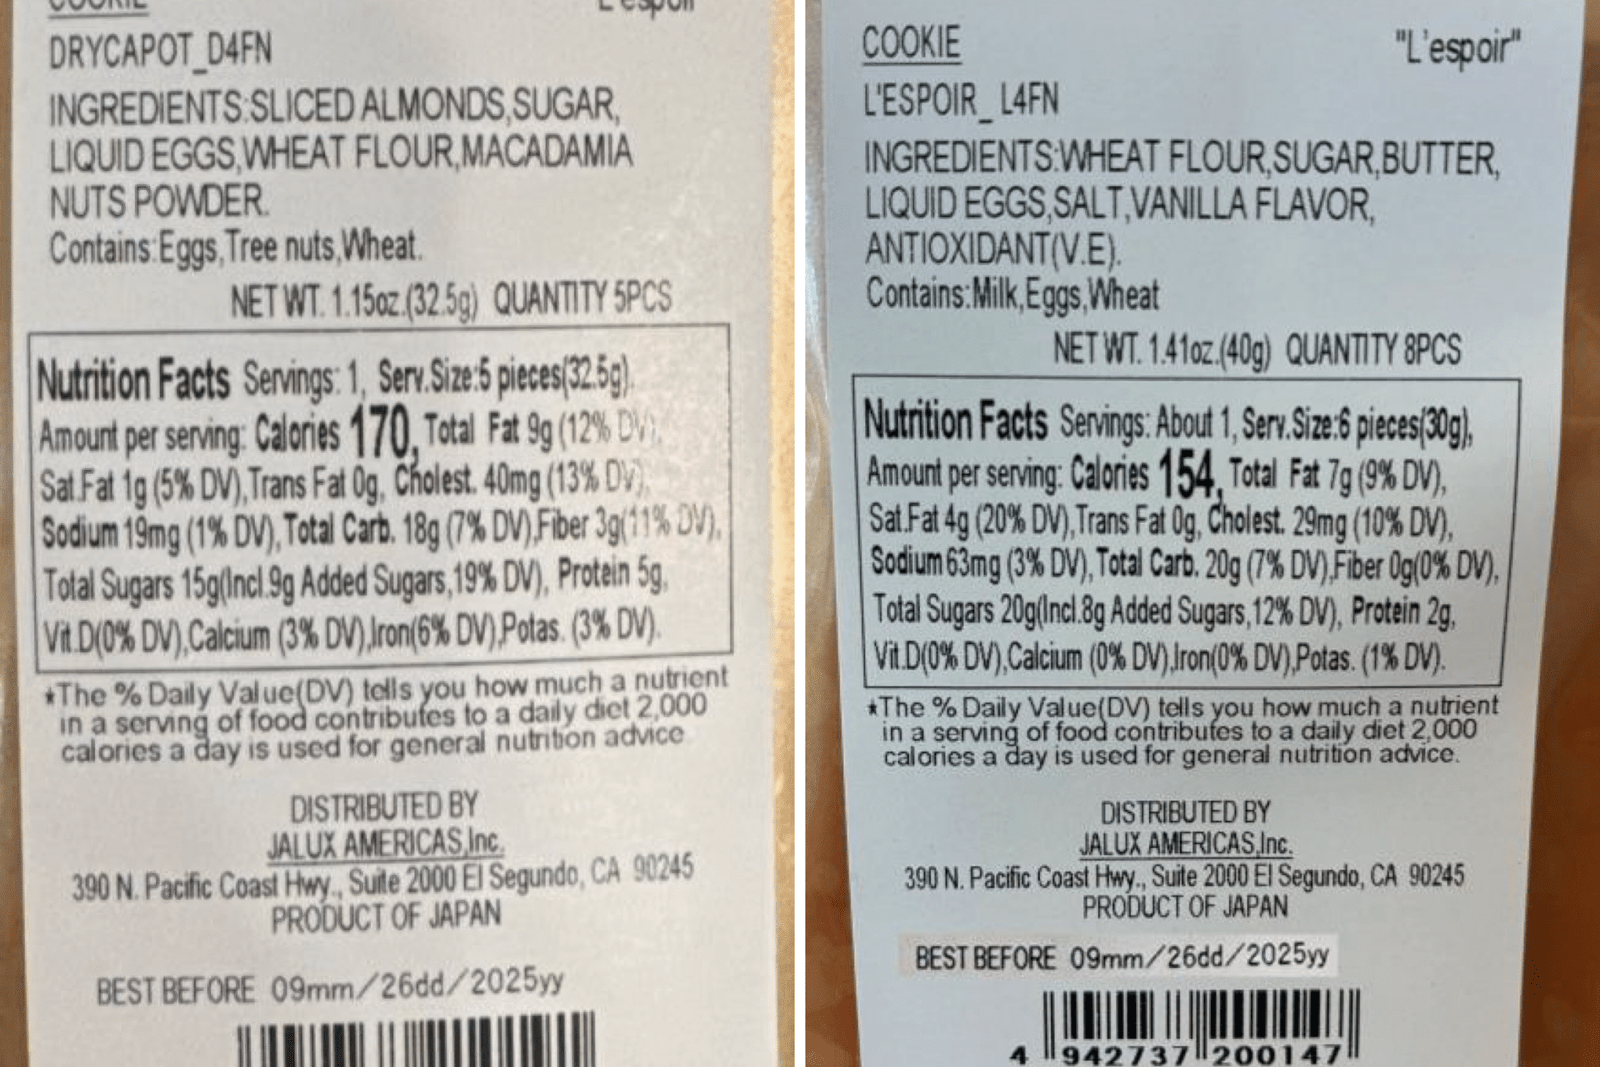 COOKIE
"L'espoir"
DRYCAPOT_D4FN
INGREDIENTS:SLICED ALMONDS,SUGAR,
LIQUID EGGS,WHEAT FLOUR,MACADAMIA
NUTS POWDER.
Contains:Eggs,Tree nuts,Wheat.
NET WT. 1.15oz.(32.5g) QUANTITY 5PCS
Nutrition Facts Servings: 1, Serv.Size:5 pieces(32.5g).
Amount per serving: Calories 170, Total Fat 9g (12% DV),
Sat.Fat 1g (5% DV),Trans Fat 0g, Cholest. 40mg (13% DV),
Sodium 19mg (1% DV), Total Carb. 18g (7% DV),Fiber 3g(11% DV),
Total Sugars 15g(Incl.9g Added Sugars,19% DV), Protein 5g,
Vit.D(0% DV),Calcium (3% DV),Iron(6% DV),Potas. (3% DV).
*The % Daily Value(DV) tells you how much a nutrient
in a serving of food contributes to a daily diet 2,000
calories a day is used for general nutrition advice
DISTRIBUTED BY
JALUX AMERICAS,Inc.
390 N. Pacific Coast Hwy., Suite 2000 El Segundo, CA 90245
PRODUCT OF JAPAN
BEST BEFORE 09mm/26dd/2025yy
COOKIE
"L'espoir"
L'ESPOIR_L4FN
INGREDIENTS:WHEAT FLOUR,SUGAR,BUTTER,
LIQUID EGGS,SALT,VANILLA FLAVOR,
ANTIOXIDANT(V.E).
Contains:Milk,Eggs,Wheat
NET WT. 1.41oz.(40g) QUANTITY 8PCS
Nutrition Facts Servings: About 1, Serv.Size:6 pieces(30g),
Amount per serving: Calories 154, Total Fat 7g (9% DV),
Sat.Fat 4g (20% DV),Trans Fat 0g, Cholest. 29mg (10% DV),
Sodium 63mg (3% DV), Total Carb. 20g (7% DV),Fiber 0g(0% DV),
Total Sugars 20g(Incl.8g Added Sugars,12% DV), Protein 2g,
Vit.D(0% DV),Calcium (0% DV),Iron(0% DV),Potas. (1% DV).
*The % Daily Value(DV) tells you how much a nutrient
in a serving of food contributes to a daily diet 2,000
calories a day is used for general nutrition advice.
DISTRIBUTED BY
JALUX AMERICAS,Inc.
390 N. Pacific Coast Hwy., Suite 2000 El Segundo, CA 90245
PRODUCT OF JAPAN
BEST BEFORE 09mm/26dd/2025yy
4 942737 200147